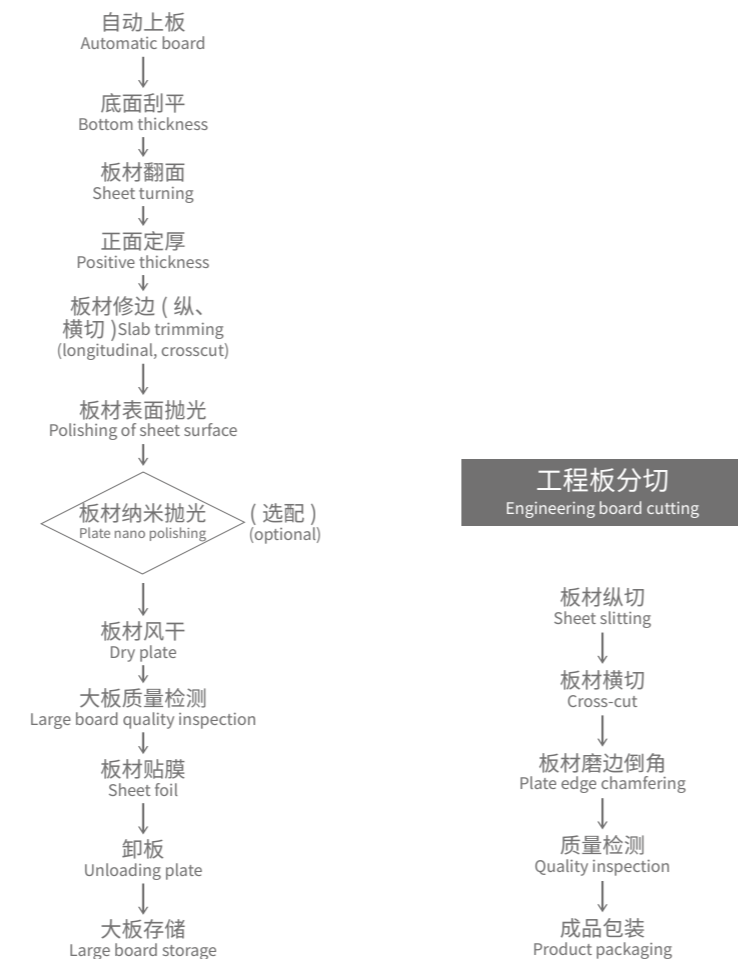 自动上板
Automatic board
底面刮平
Bottom thickness
板材翻面
Sheet turning
正面定厚
Positive thickness
板材修边 ( 纵、
横切 )Slab trimming
(longitudinal, crosscut)
板材表面抛光
Polishing of sheet surface
板材纳米抛光
Plate nano polishing
( 选配 )
(optional)
板材风干
Dry plate
大板质量检测
Large board quality inspection
板材贴膜
Sheet foil
卸板
Unloading plate
大板存储
Large board storage
工程板分切
Engineering board cutting
板材纵切
Sheet slitting
板材横切
Cross-cut
板材磨边倒角
Plate edge chamfering
质量检测
Quality inspection
成品包装
Product packaging